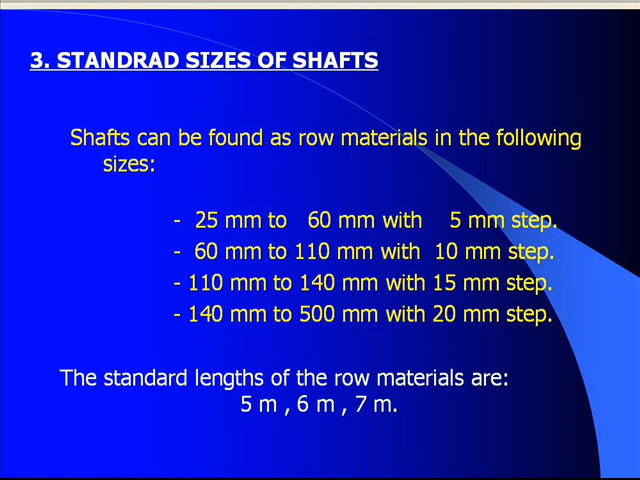 3. STANDRAD SIZES OF SHAFTS
Shafts can be found as row materials in the following
sizes:
- 25 mm to 60 mm with 5 mm step.
- 60 mm to 110 mm with 10 mm step.
- 110 mm to 140 mm with 15 mm step.
- 140 mm to 500 mm with 20 mm step.
The standard lengths of the row materials are:
5 m , 6 m , 7 m.